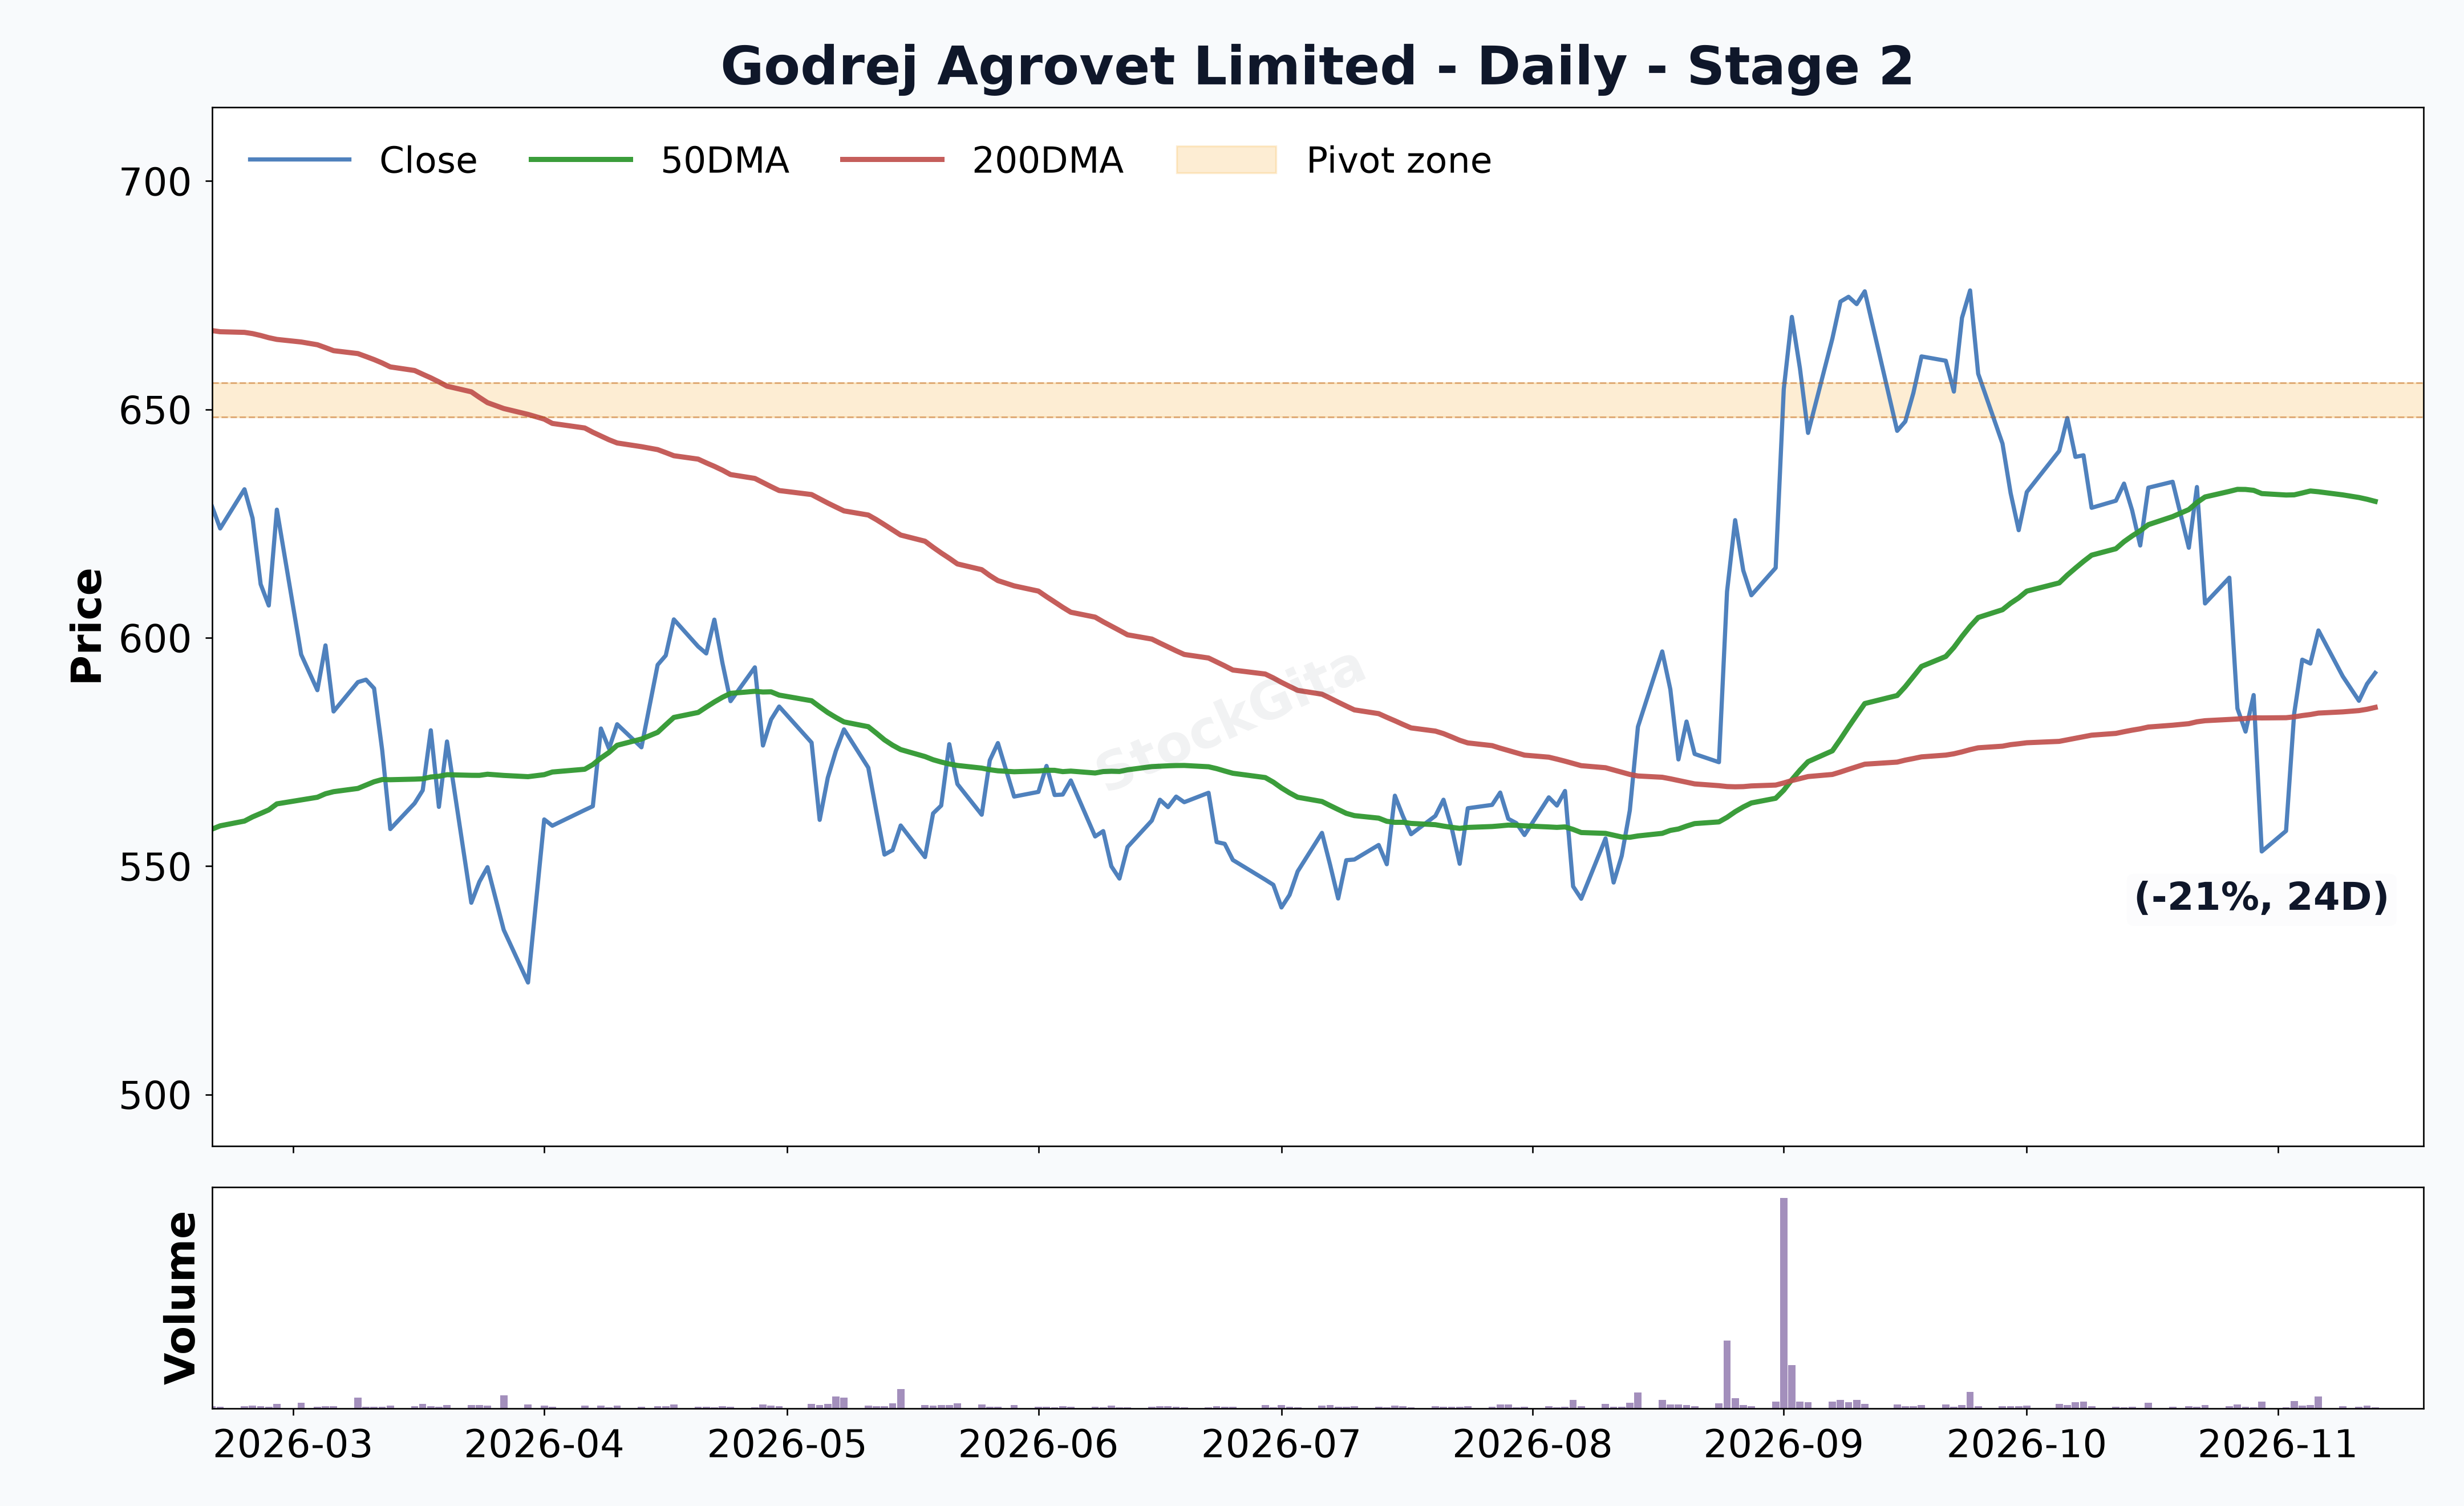 Godrej Agrovet Limited - Daily - Stage 2
Close 50DMA 200DMA Pivot zone
700
650
600
550
500
Price
StockGita
(-21%, 24D)
Volume
2026-03 2026-04 2026-05 2026-06 2026-07 2026-08 2026-09 2026-10 2026-11